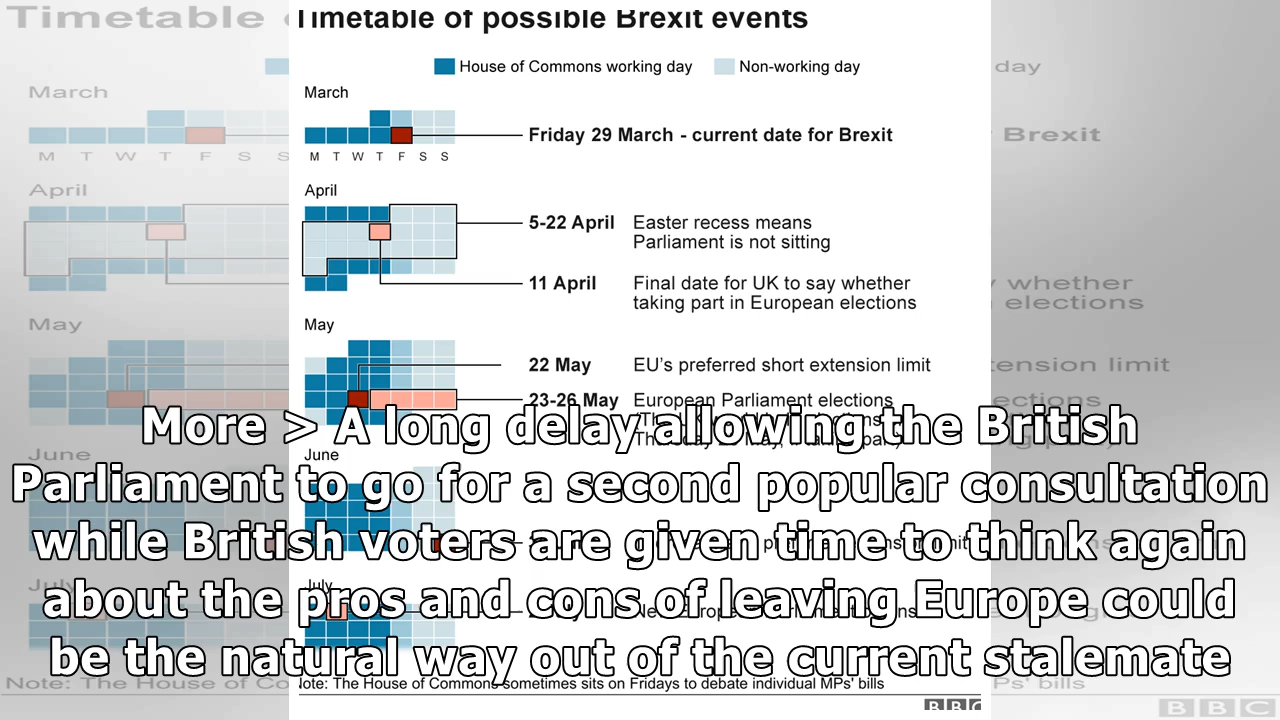 Timetable of possible Brexit events
House of Commons working day
Non-working day
March
Friday 29 March - current date for Brexit
M T W T F S S
April
5-22 April Easter recess means
Parliament is not sitting
11 April Final date for UK to say whether
taking part in European elections
May
22 May EU's preferred short extension limit
23-26 May European Parliament elections
June
July
More > A long delay allowing the British
Parliament to go for a second popular consultation
while British voters are given time to think again
about the pros and cons of leaving Europe could
be the natural way out of the current stalemate
Note: The House of Commons sometimes sits on Fridays to debate individual MPs' bills
BBC